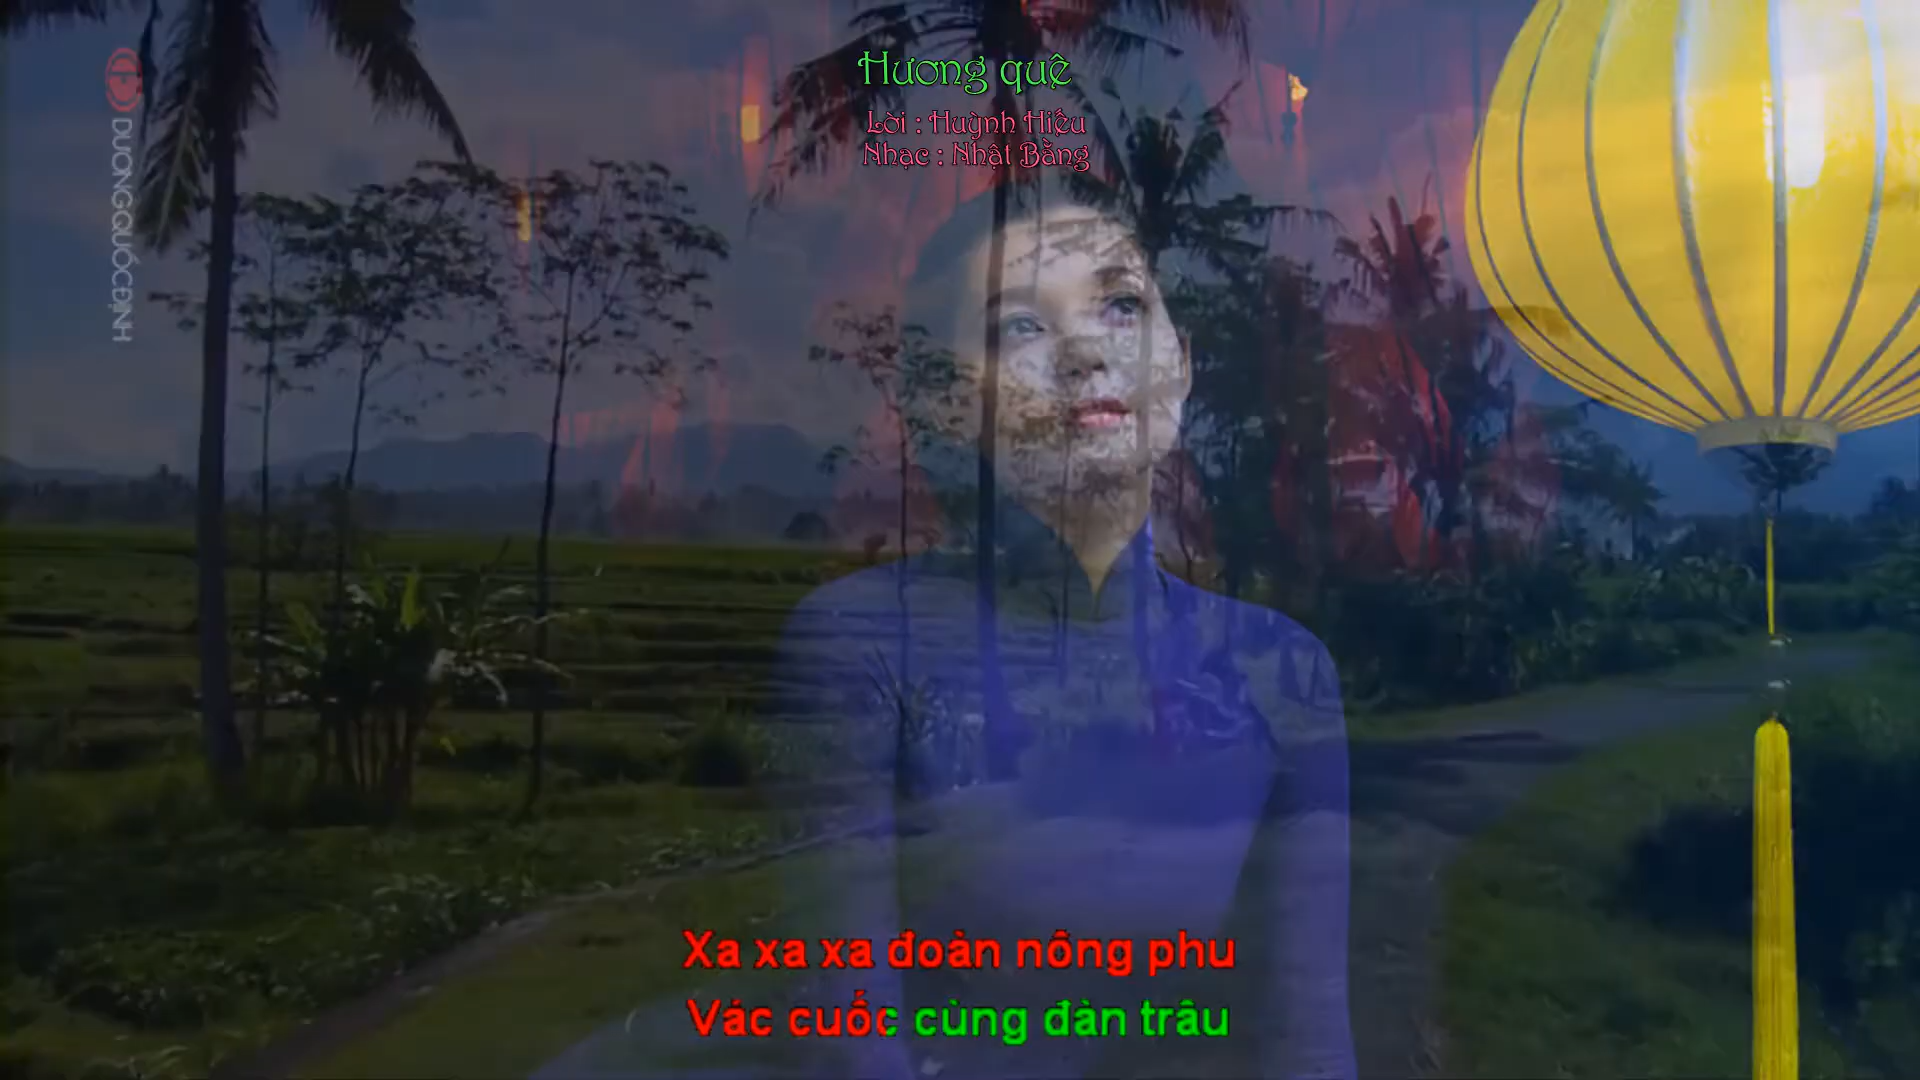 Hương quê
Lời : Huỳnh Hiếu
Nhạc : Nhật Bằng
DUONGQUỐCĐỊNH
Xa xa xa đoàn nông phu
Vác cuốc cùng đàn trâu